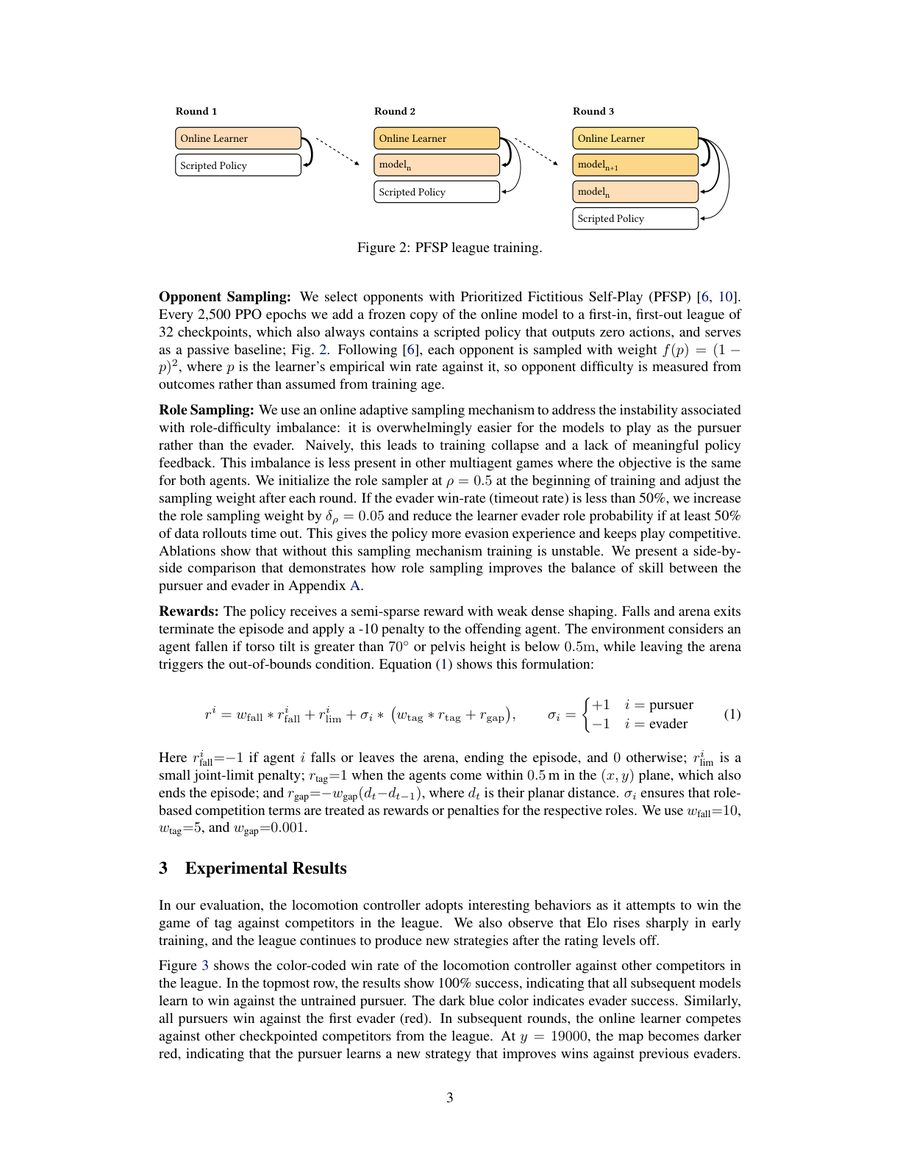 Round 1
Round 2
Round 3
Online Learner
Online Learner
Online Learner
Scripted Policy
model_n
model_{n+1}
Scripted Policy
model_n
Scripted Policy
Figure 2: PFSP league training.
Opponent Sampling: We select opponents with Prioritized Fictitious Self-Play (PFSP) [6, 10].
Every 2,500 PPO epochs we add a frozen copy of the online model to a first-in, first-out league of
32 checkpoints, which also always contains a scripted policy that outputs zero actions, and serves
as a passive baseline; Fig. 2. Following [6], each opponent is sampled with weight f(p) = (1 −
p)², where p is the learner's empirical win rate against it, so opponent difficulty is measured from
outcomes rather than assumed from training age.
Role Sampling: We use an online adaptive sampling mechanism to address the instability associated
with role-difficulty imbalance: it is overwhelmingly easier for the models to play as the pursuer
rather than the evader. Naively, this leads to training collapse and a lack of meaningful policy
feedback. This imbalance is less present in other multiagent games where the objective is the same
for both agents. We initialize the role sampler at ρ = 0.5 at the beginning of training and adjust the
sampling weight after each round. If the evader win-rate (timeout rate) is less than 50%, we increase
the role sampling weight by δ_ρ = 0.05 and reduce the learner evader role probability if at least 50%
of data rollouts time out. This gives the policy more evasion experience and keeps play competitive.
Ablations show that without this sampling mechanism training is unstable. We present a side-by-
side comparison that demonstrates how role sampling improves the balance of skill between the
pursuer and evader in Appendix A.
Rewards: The policy receives a semi-sparse reward with weak dense shaping. Falls and arena exits
terminate the episode and apply a -10 penalty to the offending agent. The environment considers an
agent fallen if torso tilt is greater than 70° or pelvis height is below 0.5m, while leaving the arena
triggers the out-of-bounds condition. Equation (1) shows this formulation:
r^i = w_fall ∗ r^i_fall + r^i_lim + σ_i ∗ (w_tag ∗ r_tag + r_gap), σ_i = { +1 i = pursuer −1 i = evader (1)
Here r^i_fall=−1 if agent i falls or leaves the arena, ending the episode, and 0 otherwise; r^i_lim is a
small joint-limit penalty; r_tag=1 when the agents come within 0.5 m in the (x, y) plane, which also
ends the episode; and r_gap=−w_gap(d_t−d_{t−1}), where d_t is their planar distance. σ_i ensures that role-
based competition terms are treated as rewards or penalties for the respective roles. We use w_fall=10,
w_tag=5, and w_gap=0.001.
3 Experimental Results
In our evaluation, the locomotion controller adopts interesting behaviors as it attempts to win the
game of tag against competitors in the league. We also observe that Elo rises sharply in early
training, and the league continues to produce new strategies after the rating levels off.
Figure 3 shows the color-coded win rate of the locomotion controller against other competitors in
the league. In the topmost row, the results show 100% success, indicating that all subsequent models
learn to win against the untrained pursuer. The dark blue color indicates evader success. Similarly,
all pursuers win against the first evader (red). In subsequent rounds, the online learner competes
against other checkpointed competitors from the league. At y = 19000, the map becomes darker
red, indicating that the pursuer learns a new strategy that improves wins against previous evaders.
3